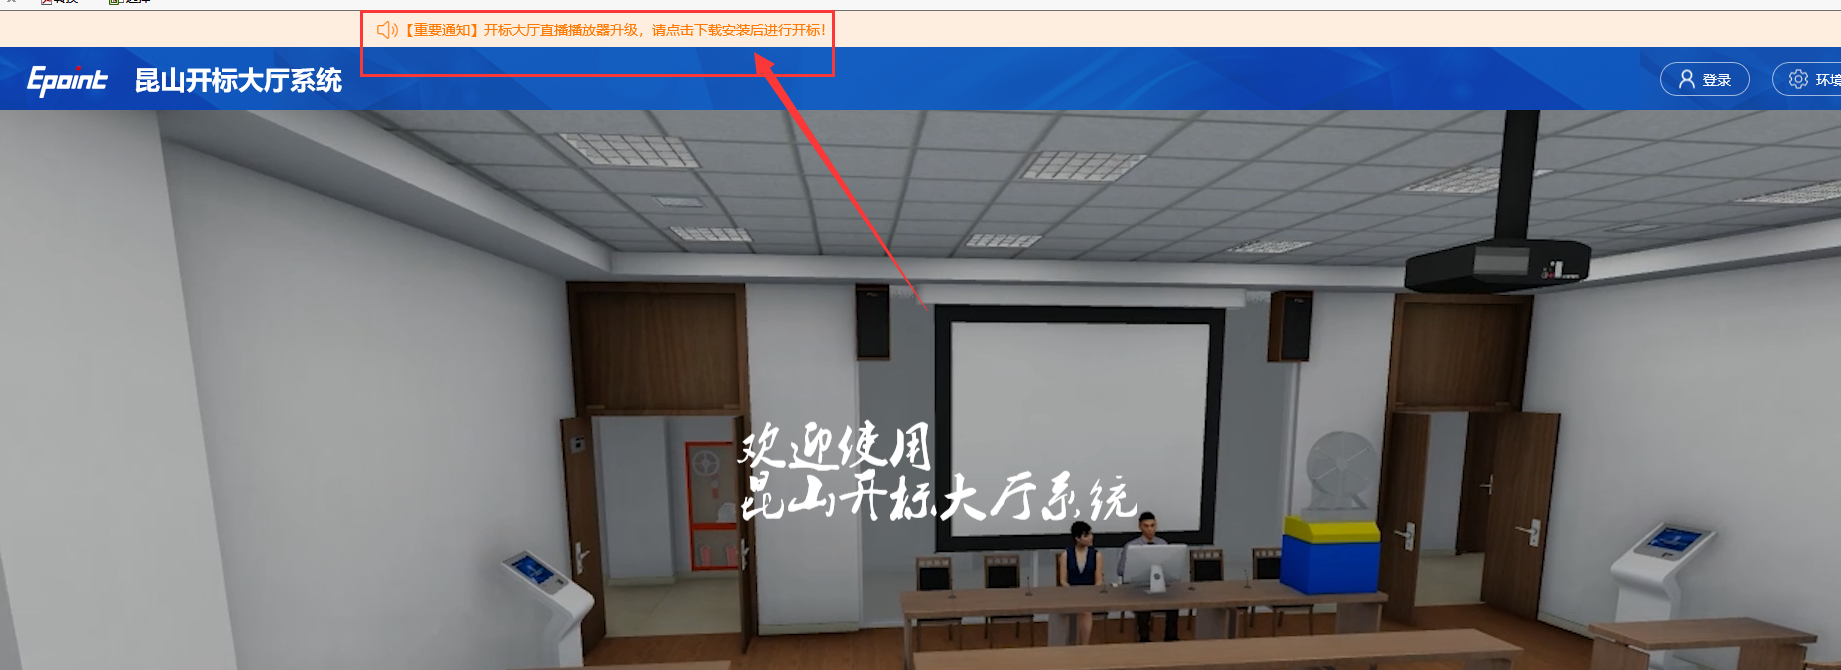 【重要通知】开标大厅直播播放器升级，请点击下载安装后进行开标！
Epoint 昆山开标大厅系统
登录
环境
欢迎使用
昆山开标大厅系统